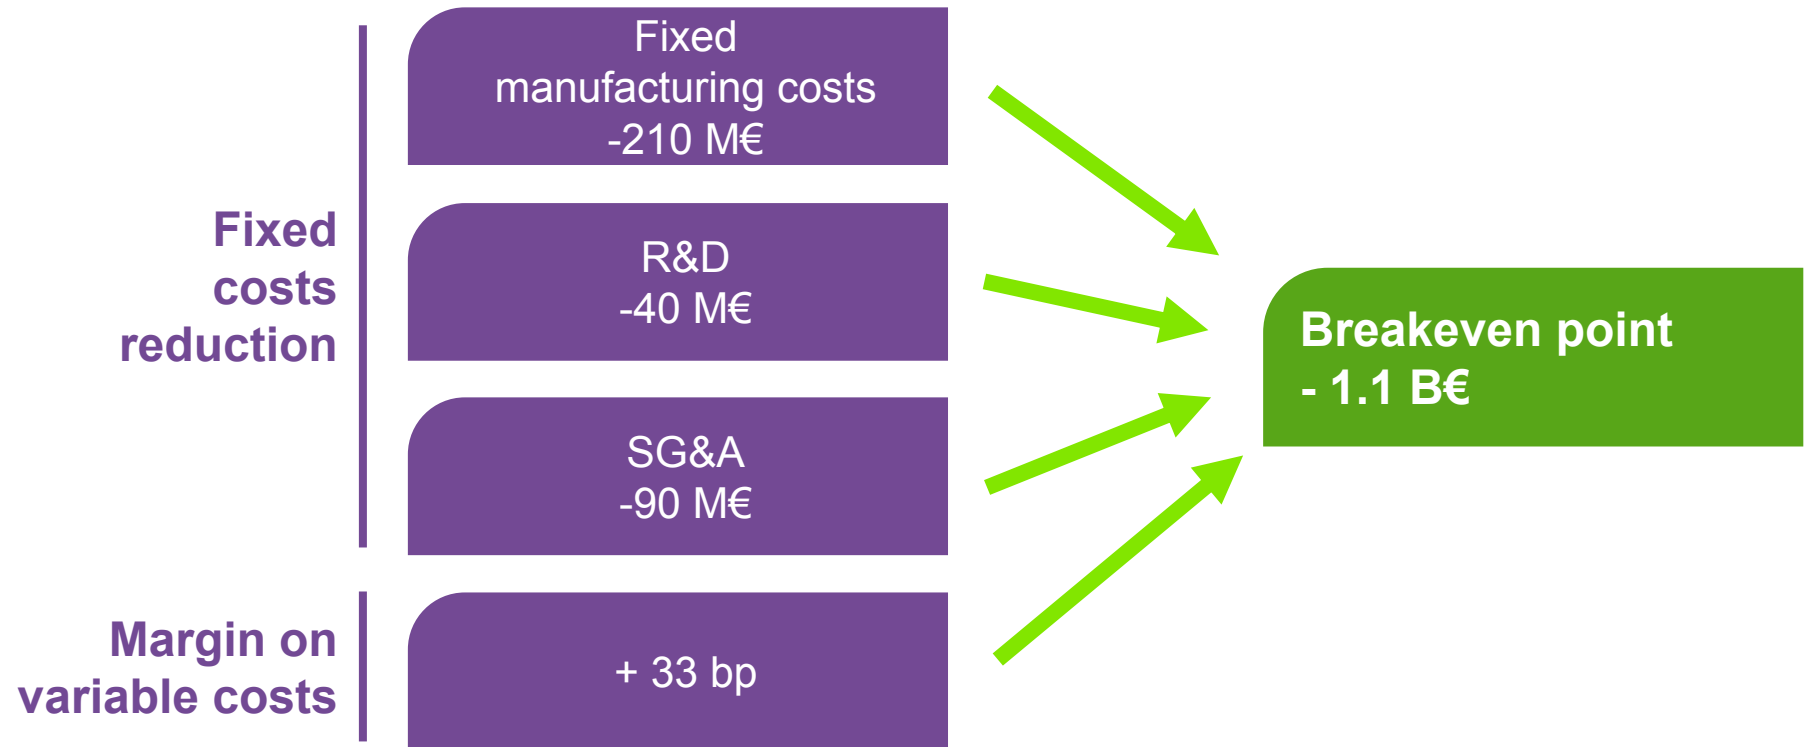 Fixed
costs
reduction
Fixed
manufacturing costs
-210 M€
R&D
-40 M€
SG&A
-90 M€
Margin on
variable costs
+ 33 bp
Breakeven point
- 1.1 B€